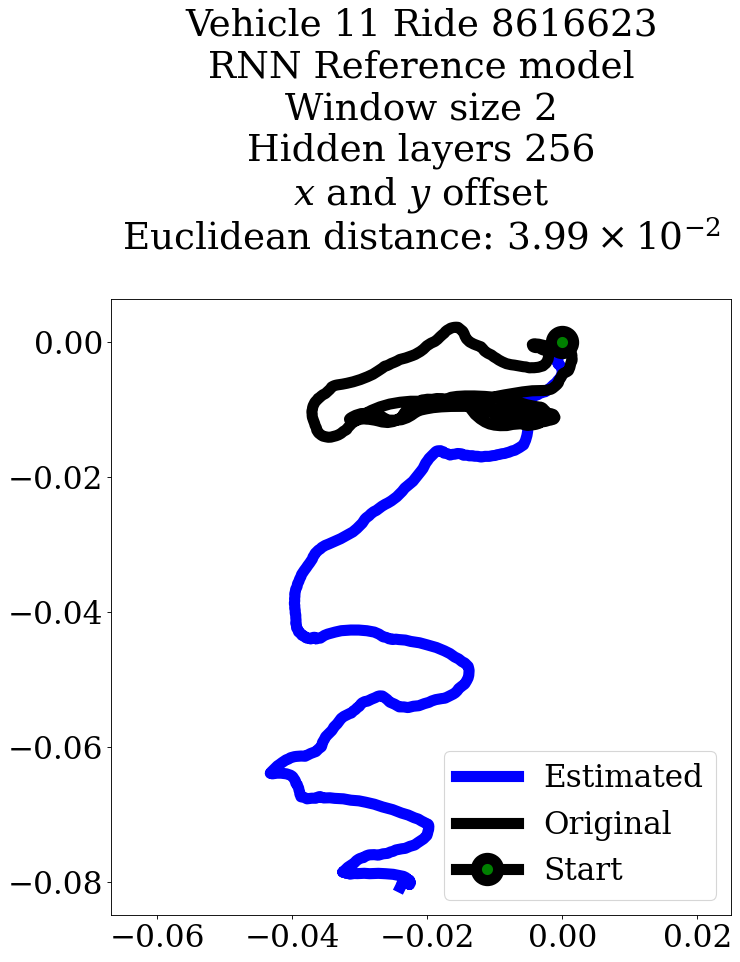 Vehicle 11 Ride 8616623
RNN Reference model
Window size 2
Hidden layers 256
x and y offset
Euclidean distance: 3.99 × 10⁻²
0.00
−0.02
−0.04
−0.06
−0.08
Estimated
Original
Start
−0.06 −0.04 −0.02 0.00 0.02